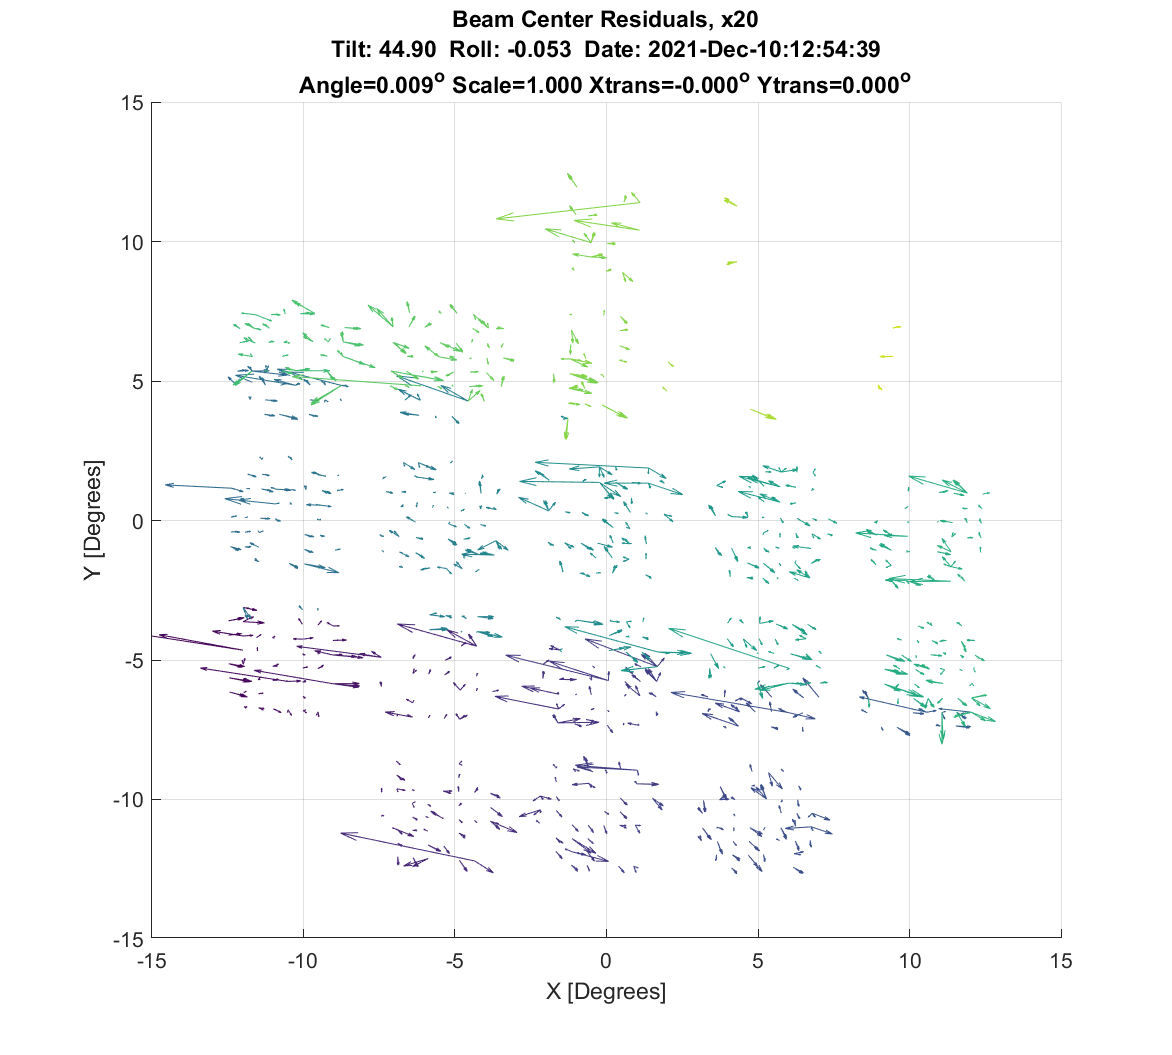 Beam Center Residuals, x20
Tilt: 44.90 Roll: -0.053 Date: 2021-Dec-10:12:54:39
Angle=0.009° Scale=1.000 Xtrans=-0.000° Ytrans=0.000°
15
10
5
0
-5
-10
-15
Y [Degrees]
-15 -10 -5 0 5 10 15
X [Degrees]